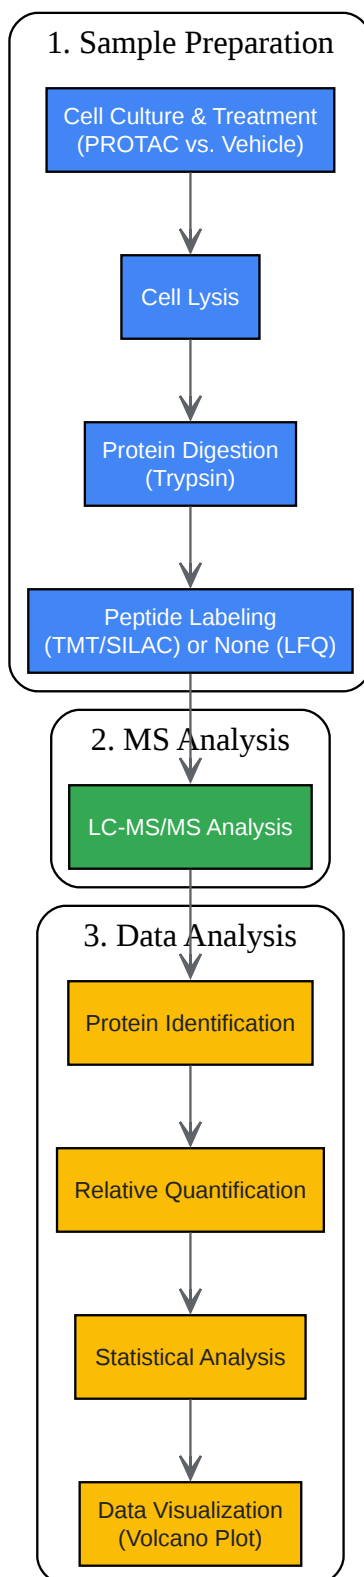 1. Sample Preparation
Cell Culture & Treatment
(PROTAC vs. Vehicle)
Cell Lysis
Protein Digestion
(Trypsin)
Peptide Labeling
(TMT/SILAC) or None (LFQ)
2. MS Analysis
LC-MS/MS Analysis
3. Data Analysis
Protein Identification
Relative Quantification
Statistical Analysis
Data Visualization
(Volcano Plot)